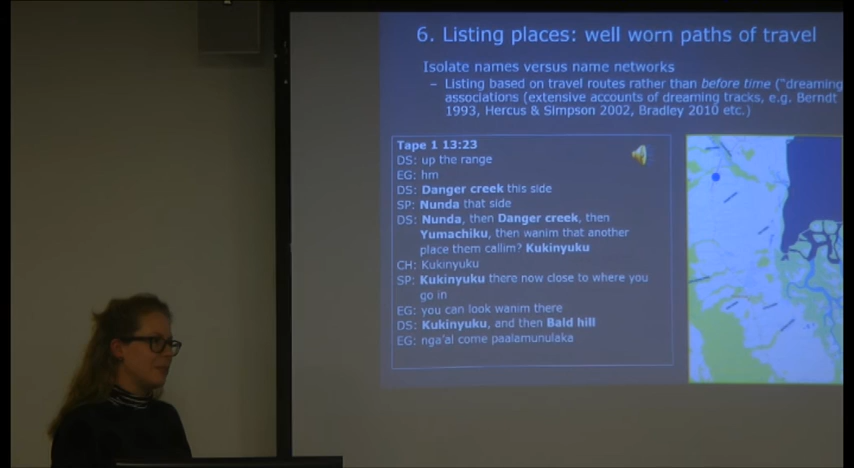 6. Listing places: well worn paths of travel
Isolate names versus name networks
– Listing based on travel routes rather than before time ("dreaming
associations (extensive accounts of dreaming tracks, e.g. Berndt
1993, Hercus & Simpson 2002, Bradley 2010 etc.)
Tape 1 13:23
DS: up the range
EG: hm
DS: Danger creek this side
SP: Nunda that side
DS: Nunda, then Danger creek, then
Yumachiku, then wanim that another
place them callim? Kukinyuku
CH: Kukinyuku
SP: Kukinyuku there now close to where you
go in
EG: you can look wanim there
DS: Kukinyuku, and then Bald hill
EG: nga'al come paalamunulaka